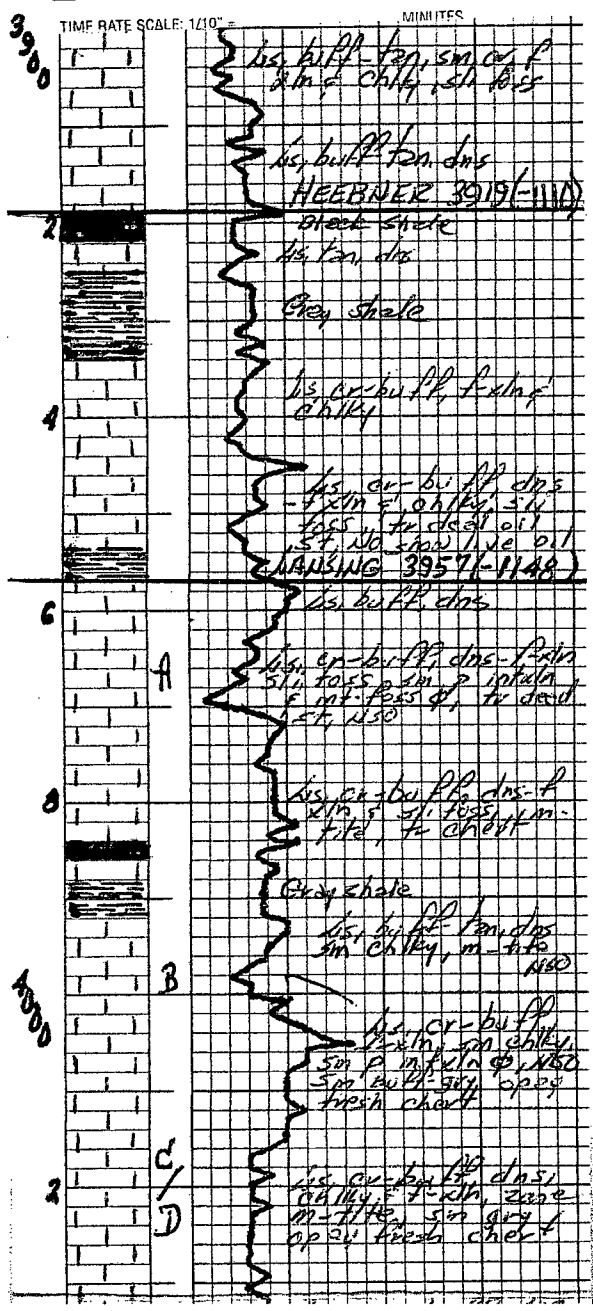 TIME RATE SCALE: 1/10" =
MINUTES
3900
Ls, buff-tan, sm cr, f
xln & chlky, sli foss
Ls, buff-tan, dns
HEEBNER 3919 (-1110)
2
Black shale
Ls, tan, dns
Grey shale
Ls, cr-buff, f-xln &
chlky
4
Ls, cr-buff dns
-f xln & chlky, sli
foss, tr dead oil
st, No show live oil
LANSING 3957 (-1148)
6
Ls, buff, dns
A
Ls, cr-buff, dns-f-xln
sli foss sm p intxln
& mt-foss ϕ, tr dead
st, NSO
8
Ls, cr-buff, dns-f
xln & sli foss, m-
tite, tr chert
Gray shale
Ls, buff-tan, dns
sm chlky, m-tite
NSO
B
4000
Ls, cr-buff
f-xln, sm chlky,
sm p intxln ϕ, NSO
sm buff-gry, opaq
fresh chert
C/D
2
Ls, cr-buff dns,
chlky & f-xln, zone
m-tite, sm gry
opaq fresh chert